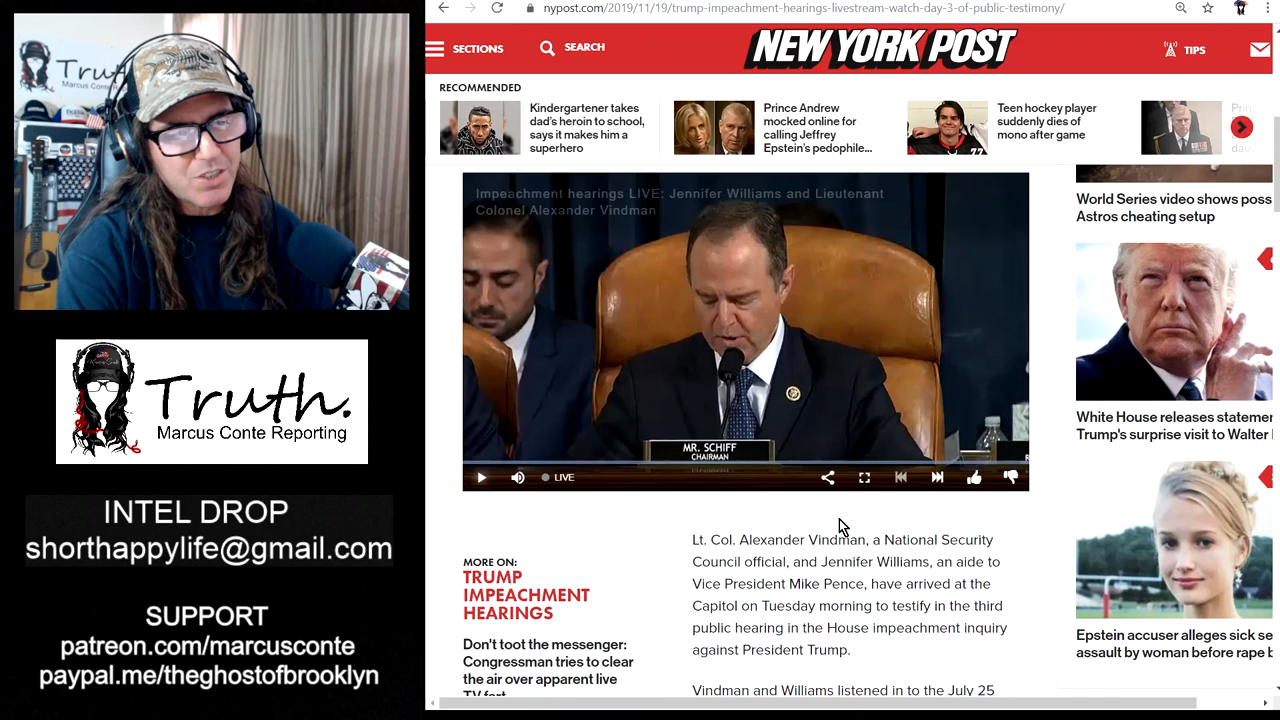 nypost.com/2019/11/19/trump-impeachment-hearings-livestream-watch-day-3-of-public-testimony/
SECTIONS
SEARCH
NEW YORK POST
TIPS
RECOMMENDED
Kindergartener takes
dad's heroin to school,
says it makes him a
superhero
Prince Andrew
mocked online for
calling Jeffrey
Epstein's pedophile...
Teen hockey player
suddenly dies of
mono after game
Impeachment hearings LIVE: Jennifer Williams and Lieutenant
Colonel Alexander Vindman
MR. SCHIFF
CHAIRMAN
LIVE
World Series video shows poss
Astros cheating setup
White House releases statemen
Trump's surprise visit to Walter
Epstein accuser alleges sick se
assault by woman before rape b
MORE ON:
TRUMP
IMPEACHMENT
HEARINGS
Don't toot the messenger:
Congressman tries to clear
the air over apparent live
TV fart
Lt. Col. Alexander Vindman, a National Security
Council official, and Jennifer Williams, an aide to
Vice President Mike Pence, have arrived at the
Capitol on Tuesday morning to testify in the third
public hearing in the House impeachment inquiry
against President Trump.
Vindman and Williams listened in to the July 25
Truth.
Marcus Conte Reporting
INTEL DROP
shorthappylife@gmail.com
SUPPORT
patreon.com/marcusconte
paypal.me/theghostofbrooklyn